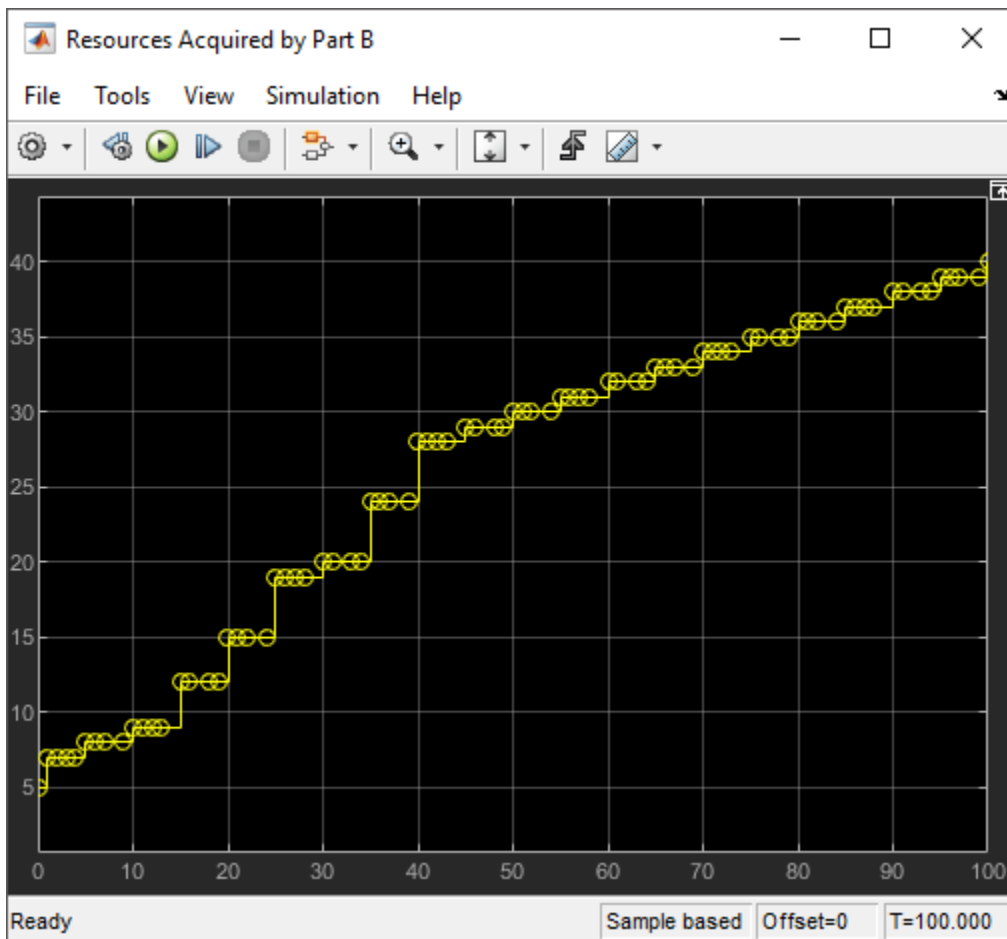 Resources Acquired by Part B
File Tools View Simulation Help
40
35
30
25
20
15
10
5
0 10 20 30 40 50 60 70 80 90 100
Ready Sample based Offset=0 T=100.000